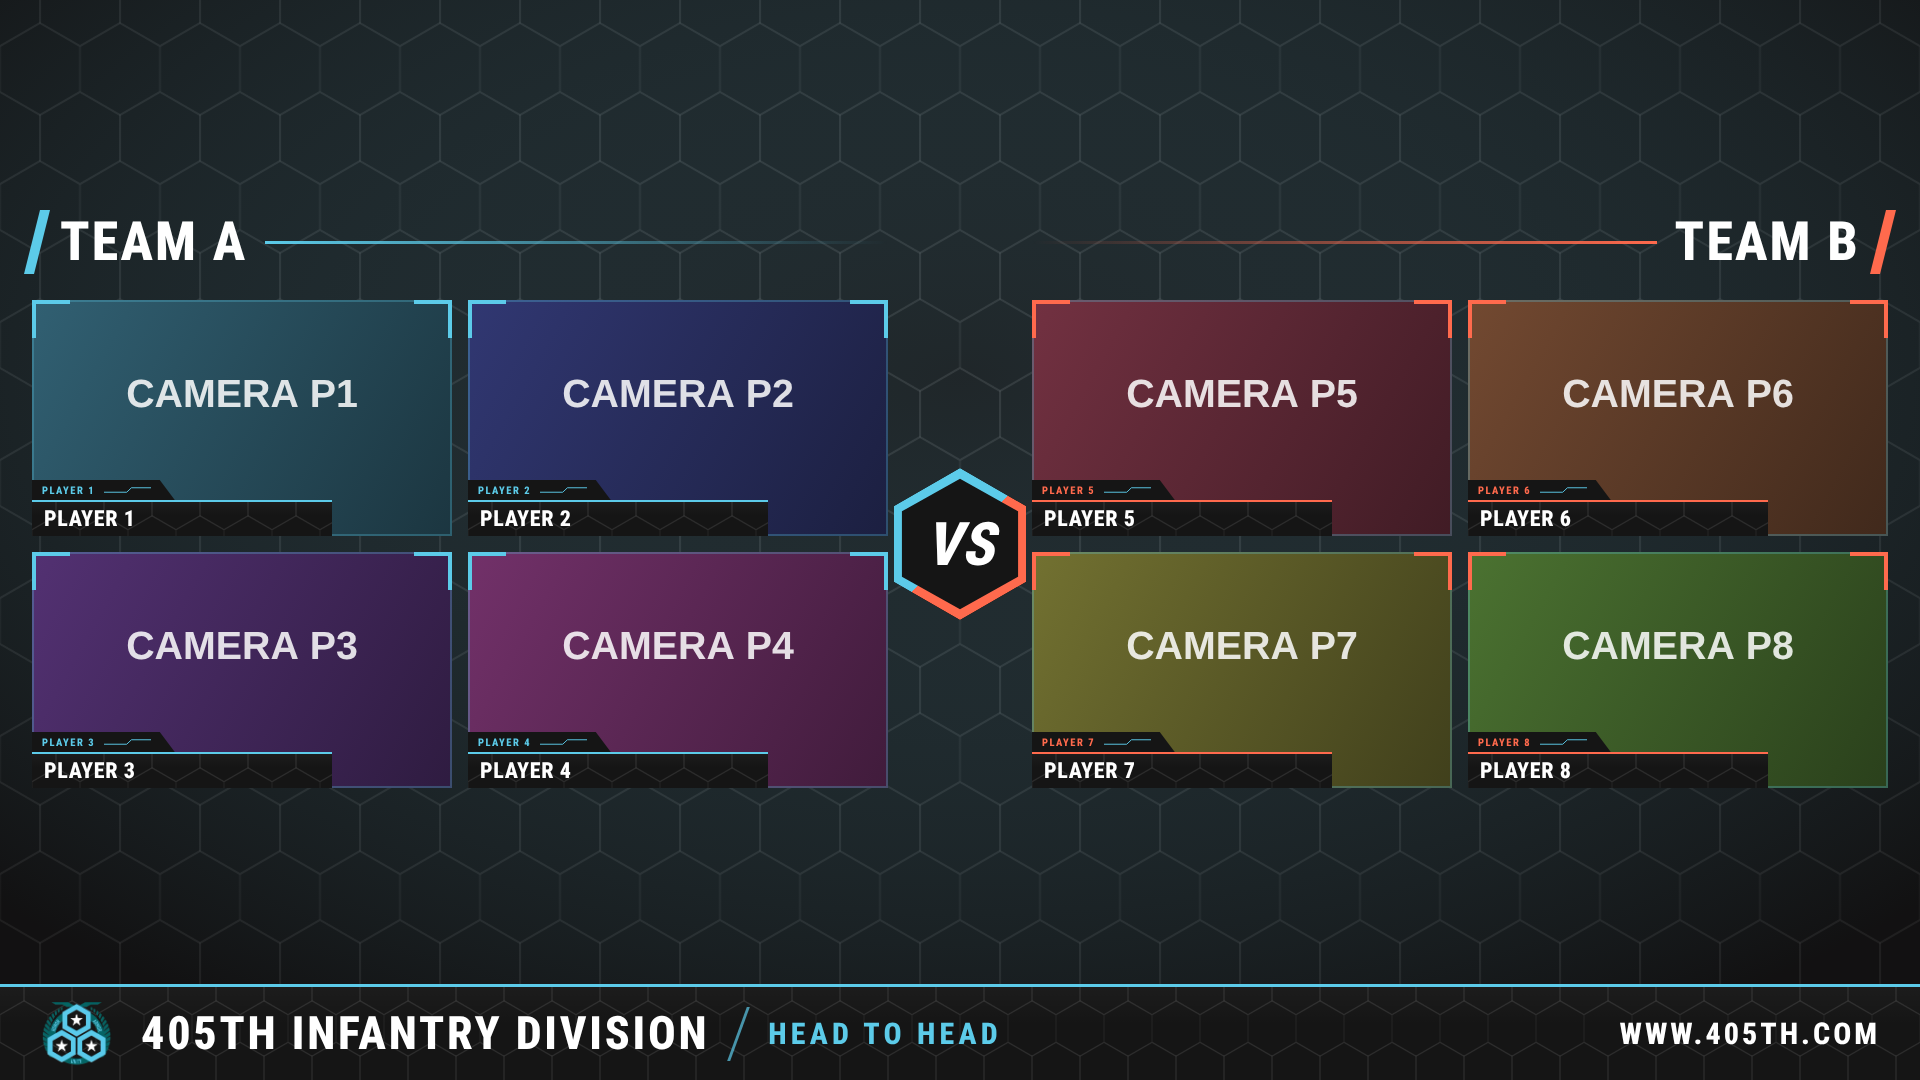 TEAM A
TEAM B
CAMERA P1
CAMERA P2
CAMERA P5
CAMERA P6
PLAYER 1
PLAYER 2
PLAYER 5
PLAYER 6
PLAYER 1
PLAYER 2
PLAYER 5
PLAYER 6
VS
CAMERA P3
CAMERA P4
CAMERA P7
CAMERA P8
PLAYER 3
PLAYER 4
PLAYER 7
PLAYER 8
PLAYER 3
PLAYER 4
PLAYER 7
PLAYER 8
405TH INFANTRY DIVISION
HEAD TO HEAD
WWW.405TH.COM